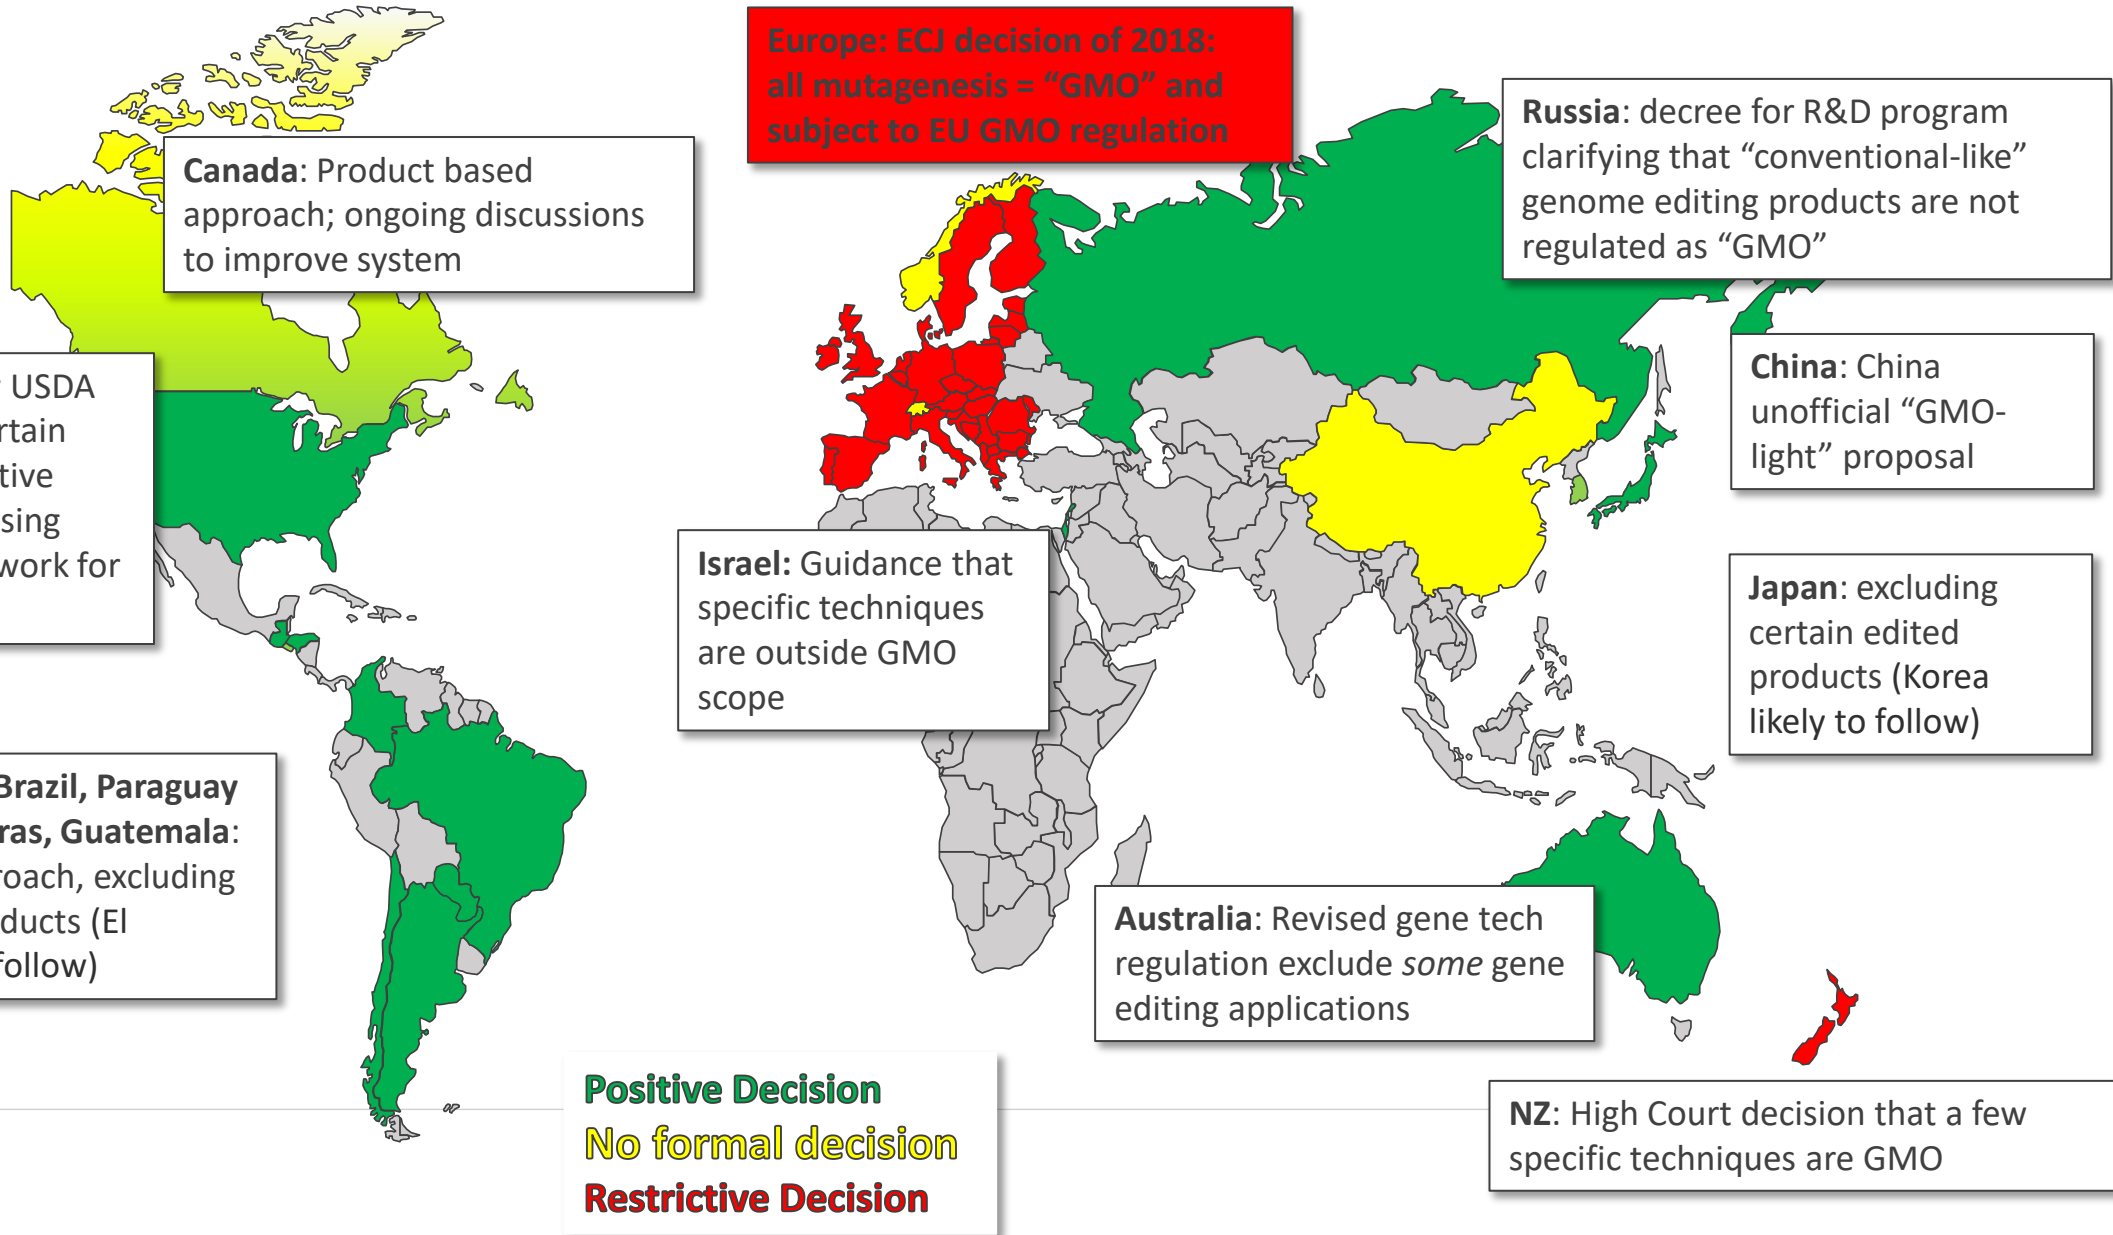 Europe: ECJ decision of 2018:
all mutagenesis = “GMO” and
subject to EU GMO regulation
Russia: decree for R&D program
clarifying that “conventional-like”
genome editing products are not
regulated as “GMO”
Canada: Product based
approach; ongoing discussions
to improve system
China: China
unofficial “GMO-
light” proposal
USDA
rtain
tive
sing
work for
Israel: Guidance that
specific techniques
are outside GMO
scope
Japan: excluding
certain edited
products (Korea
likely to follow)
Brazil, Paraguay
ras, Guatemala:
roach, excluding
ducts (El
follow)
Australia: Revised gene tech
regulation exclude some gene
editing applications
Positive Decision
No formal decision
Restrictive Decision
NZ: High Court decision that a few
specific techniques are GMO